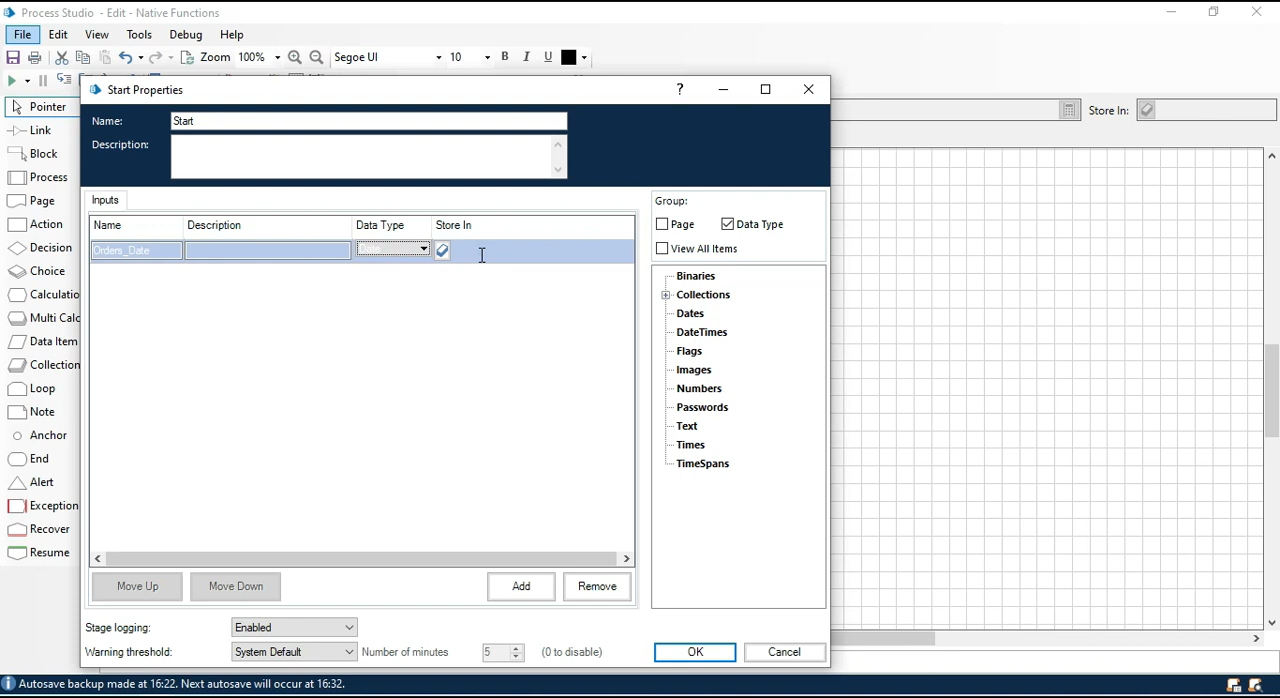 Process Studio - Edit - Native Functions
File Edit View Tools Debug Help
Zoom 100% Segoe UI 10 B I U
Start Properties ?
Pointer
Link
Block
Process
Page
Action
Decision
Choice
Calculatio
Multi Calc
Data Item
Collection
Loop
Note
Anchor
End
Alert
Exception
Recover
Resume
Name: Start
Description:
Store In:
Inputs
Name Description Data Type Store In
Orders_Date Date
Group:
Page Data Type
View All Items
Binaries
Collections
Dates
DateTimes
Flags
Images
Numbers
Passwords
Text
Times
TimeSpans
Move Up Move Down Add Remove
Stage logging: Enabled
Warning threshold: System Default Number of minutes 5 (0 to disable)
OK Cancel
Autosave backup made at 16:22. Next autosave will occur at 16:32.